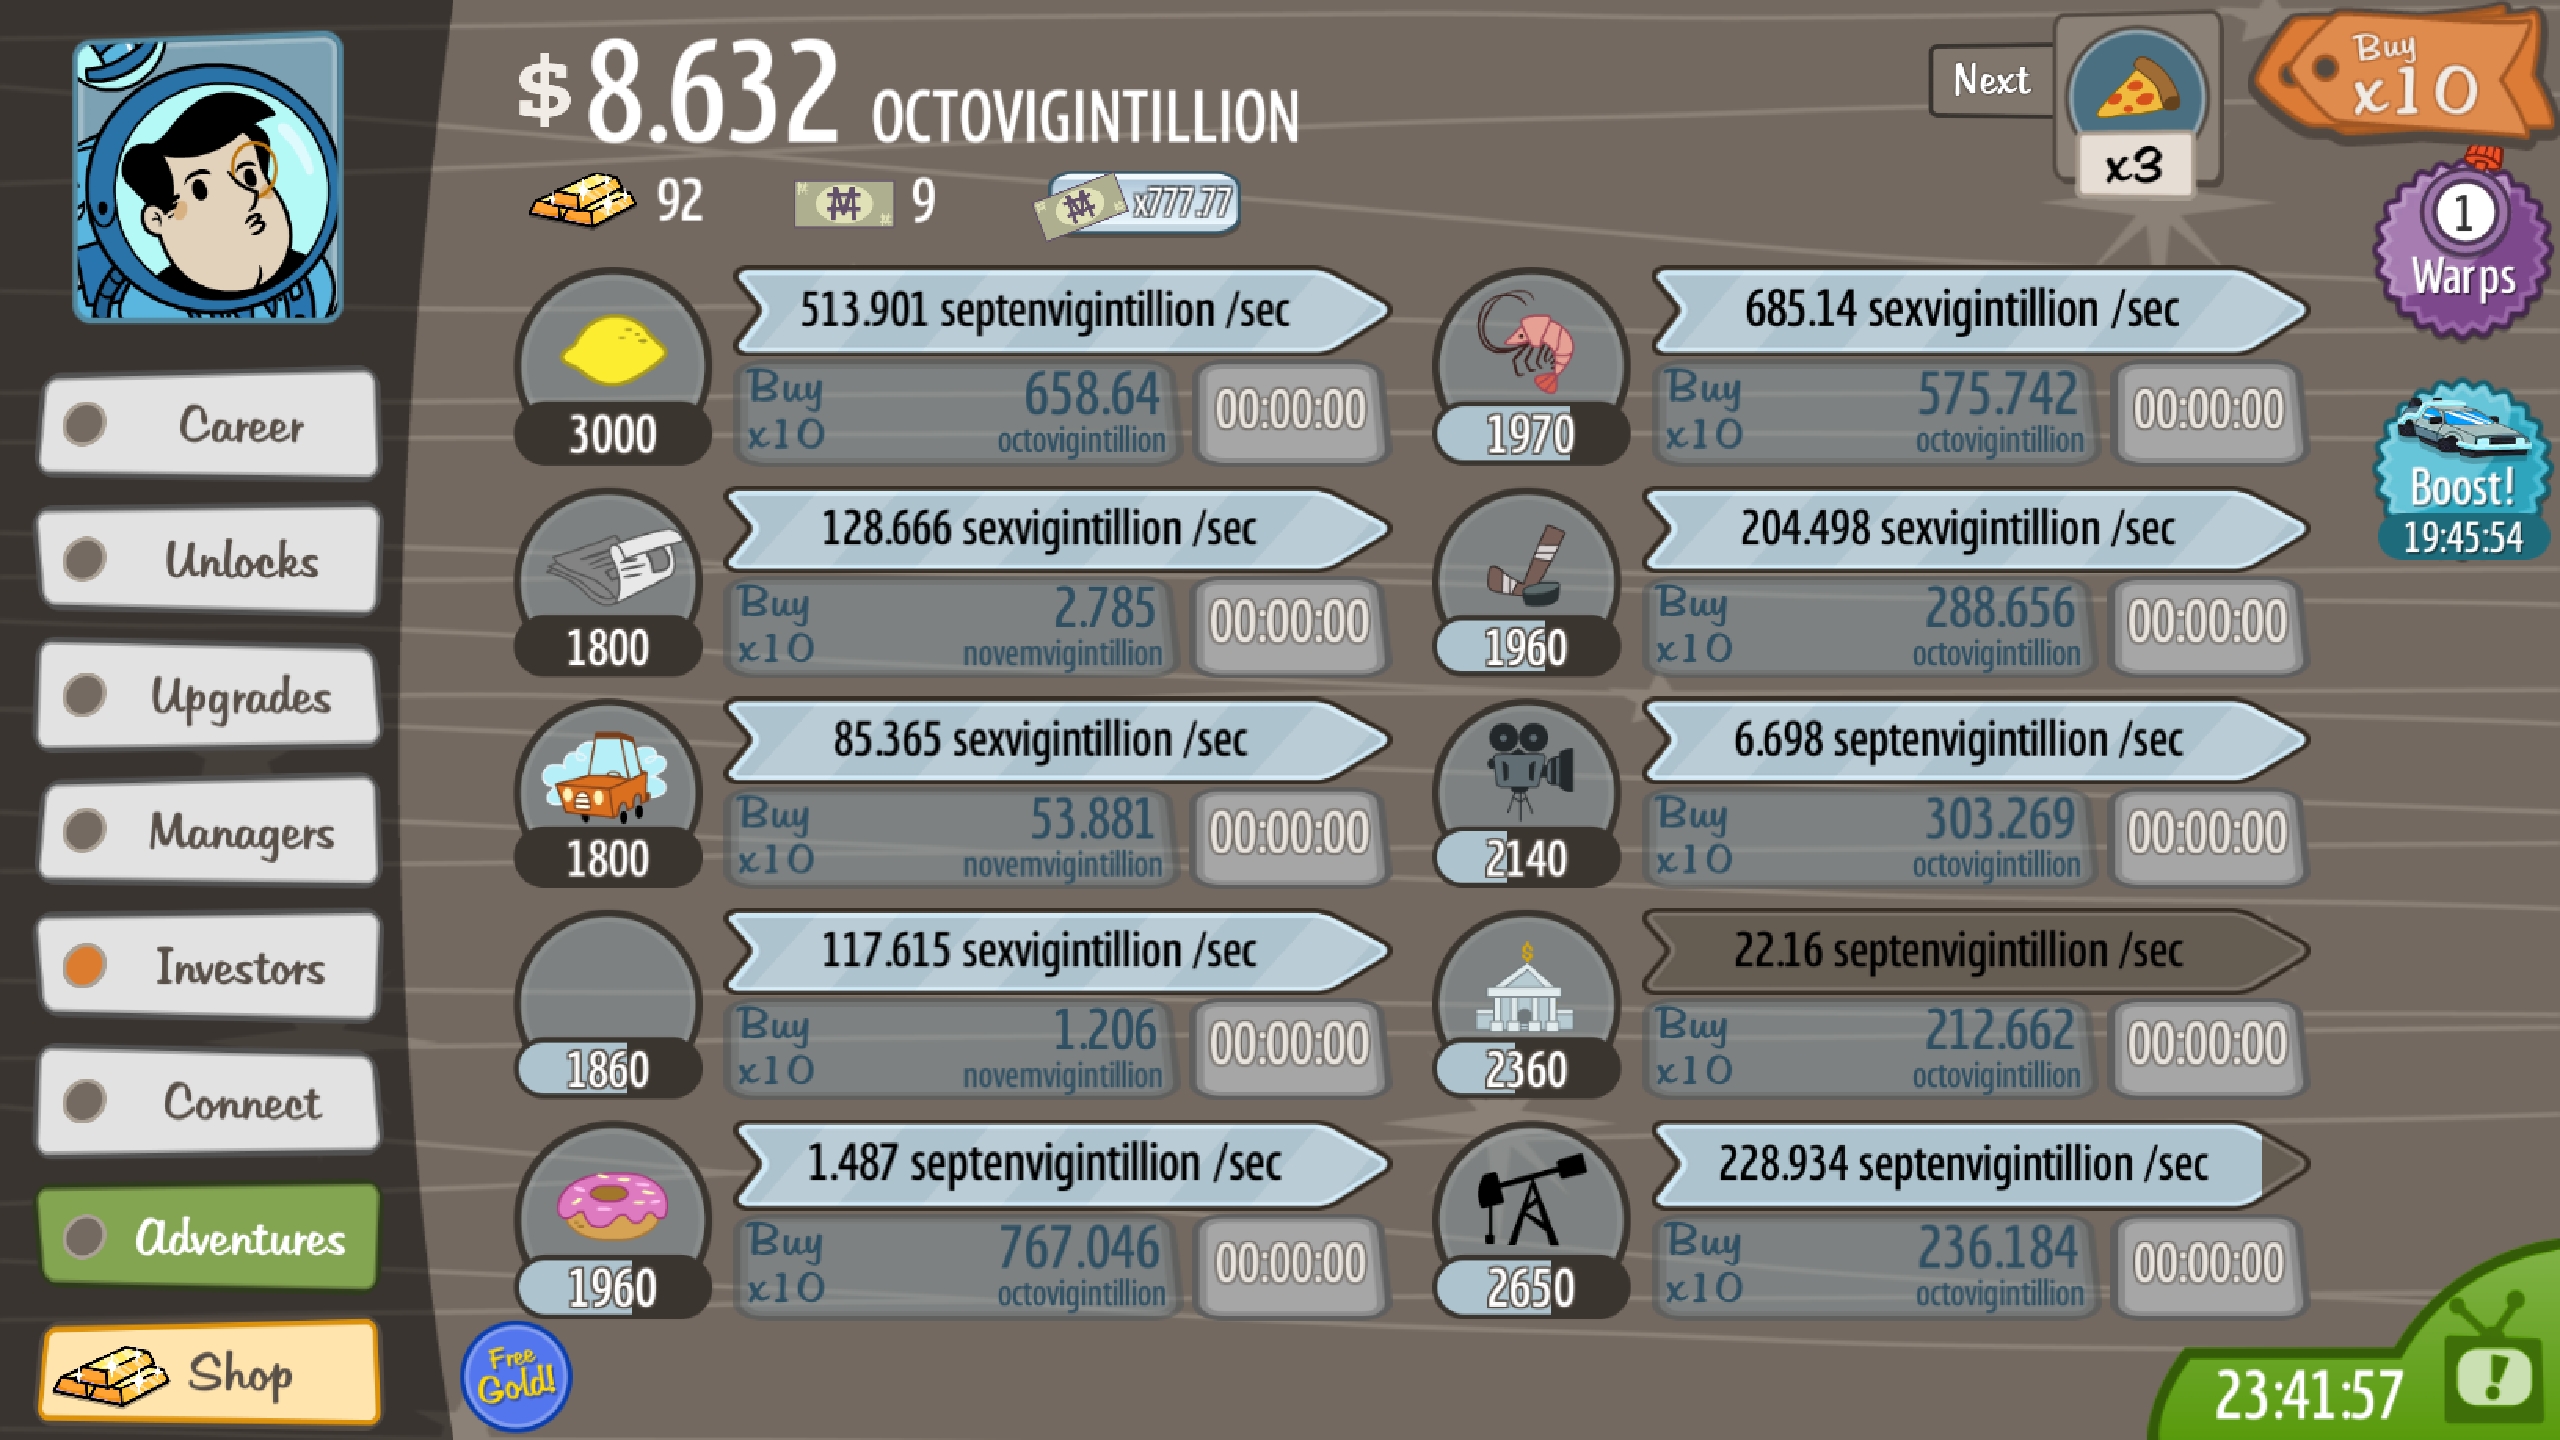 $8.632 OCTOVIGINTILLION
92 9 x777.77
Next
x3
Buy
x10
1
Warps
Boost!
19:45:54
Career
Unlocks
Upgrades
Managers
Investors
Connect
Adventures
Shop
513.901 septenvigintillion /sec
3000
Buy x10
658.64
octovigintillion
00:00:00
128.666 sexvigintillion /sec
1800
Buy x10
2.785
novemvigintillion
00:00:00
85.365 sexvigintillion /sec
1800
Buy x10
53.881
novemvigintillion
00:00:00
117.615 sexvigintillion /sec
1860
Buy x10
1.206
novemvigintillion
00:00:00
1.487 septenvigintillion /sec
1960
Buy x10
767.046
octovigintillion
00:00:00
685.14 sexvigintillion /sec
1970
Buy x10
575.742
octovigintillion
00:00:00
204.498 sexvigintillion /sec
1960
Buy x10
288.656
octovigintillion
00:00:00
6.698 septenvigintillion /sec
2140
Buy x10
303.269
octovigintillion
00:00:00
22.16 septenvigintillion /sec
2360
Buy x10
212.662
octovigintillion
00:00:00
228.934 septenvigintillion /sec
2650
Buy x10
236.184
octovigintillion
00:00:00
Free
Gold!
23:41:57